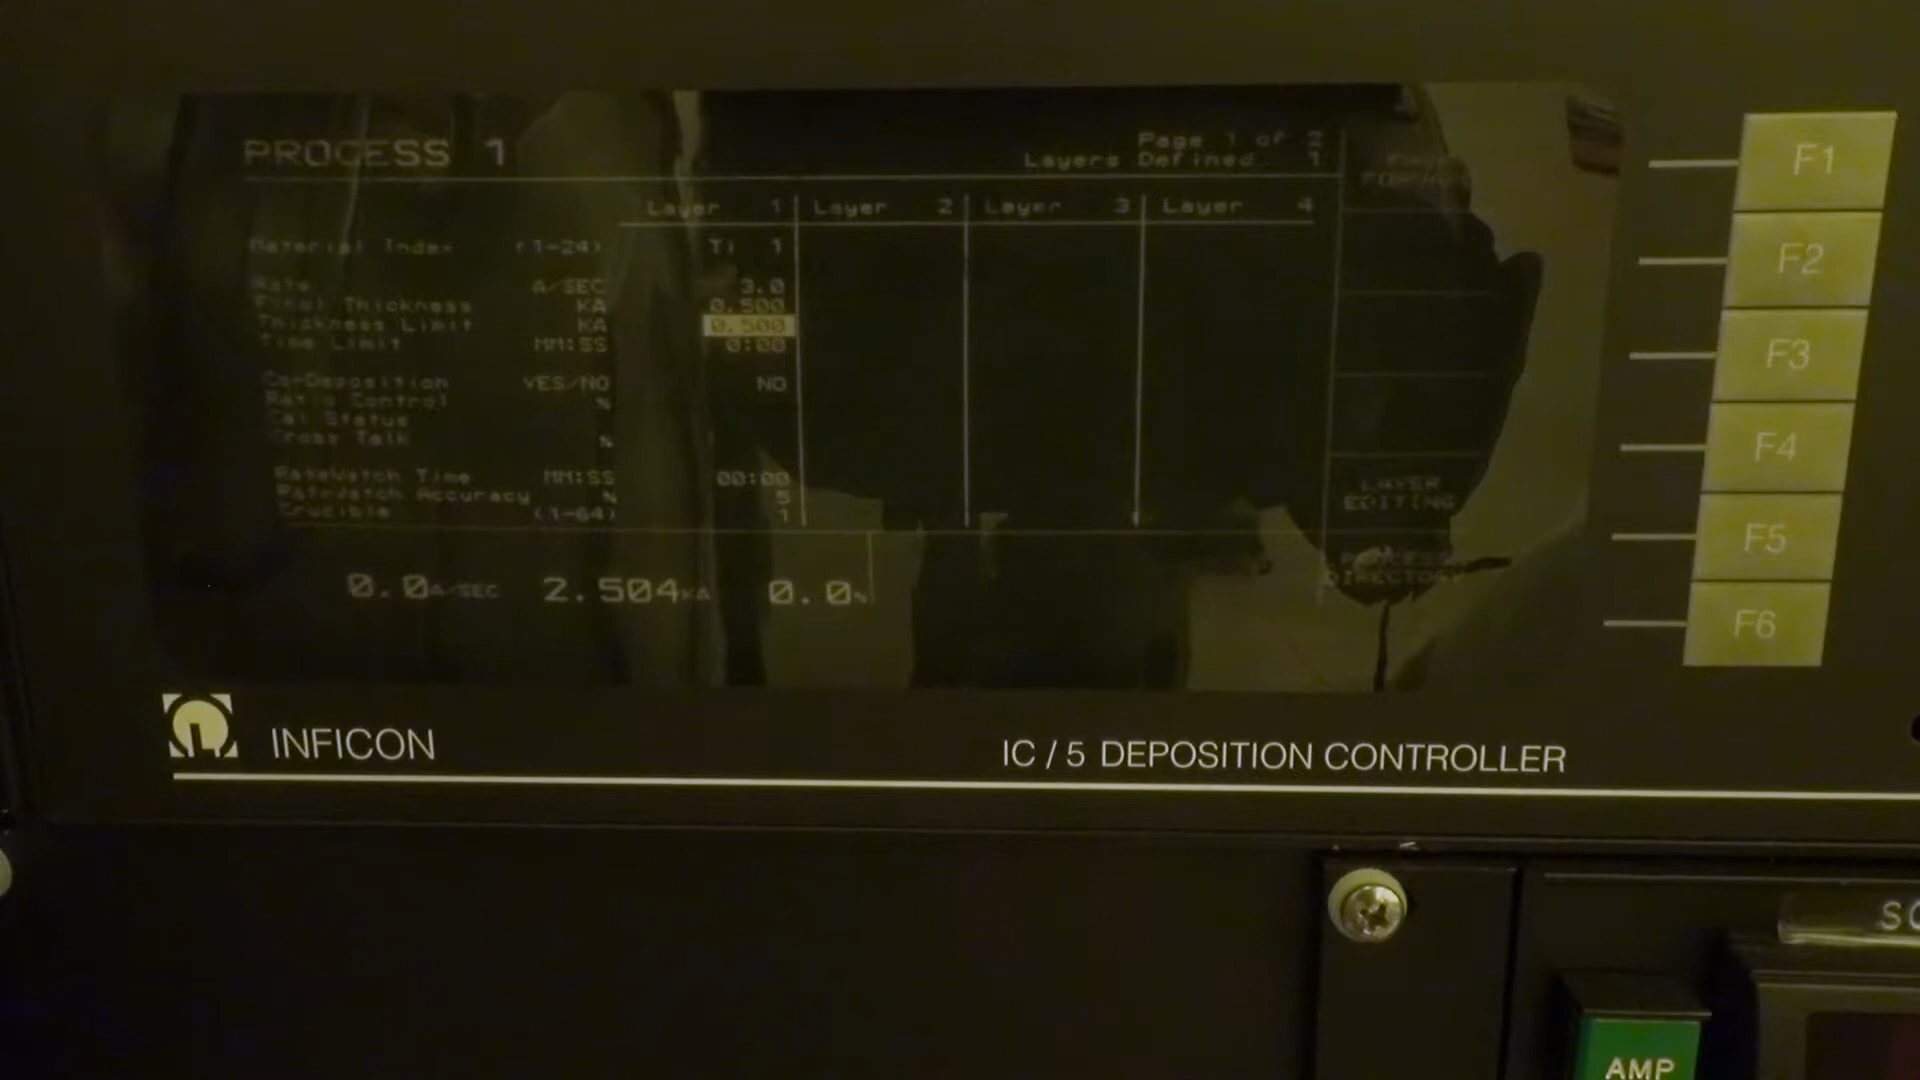 PROCESS 1
Page 1 of 2
Layers Defined 1
Layer 1 Layer 2 Layer 3 Layer 4
Material Index (1-24) Ti 1
Rate A/SEC 3.0
Final Thickness KA 0.500
Thickness Limit KA 0.500
Time Limit MM:SS 0:00
Co-Deposition YES/NO NO
Ratio Control %
Cal Status
Cross Talk %
RateWatch Time MM:SS 00:00
RateWatch Accuracy % 5
Crucible (1-64) 1
LAYER
EDITING
PROCESS
DIRECTORY
0.0A/SEC 2.504KA 0.0%
F1
F2
F3
F4
F5
F6
INFICON
IC / 5 DEPOSITION CONTROLLER
AMP